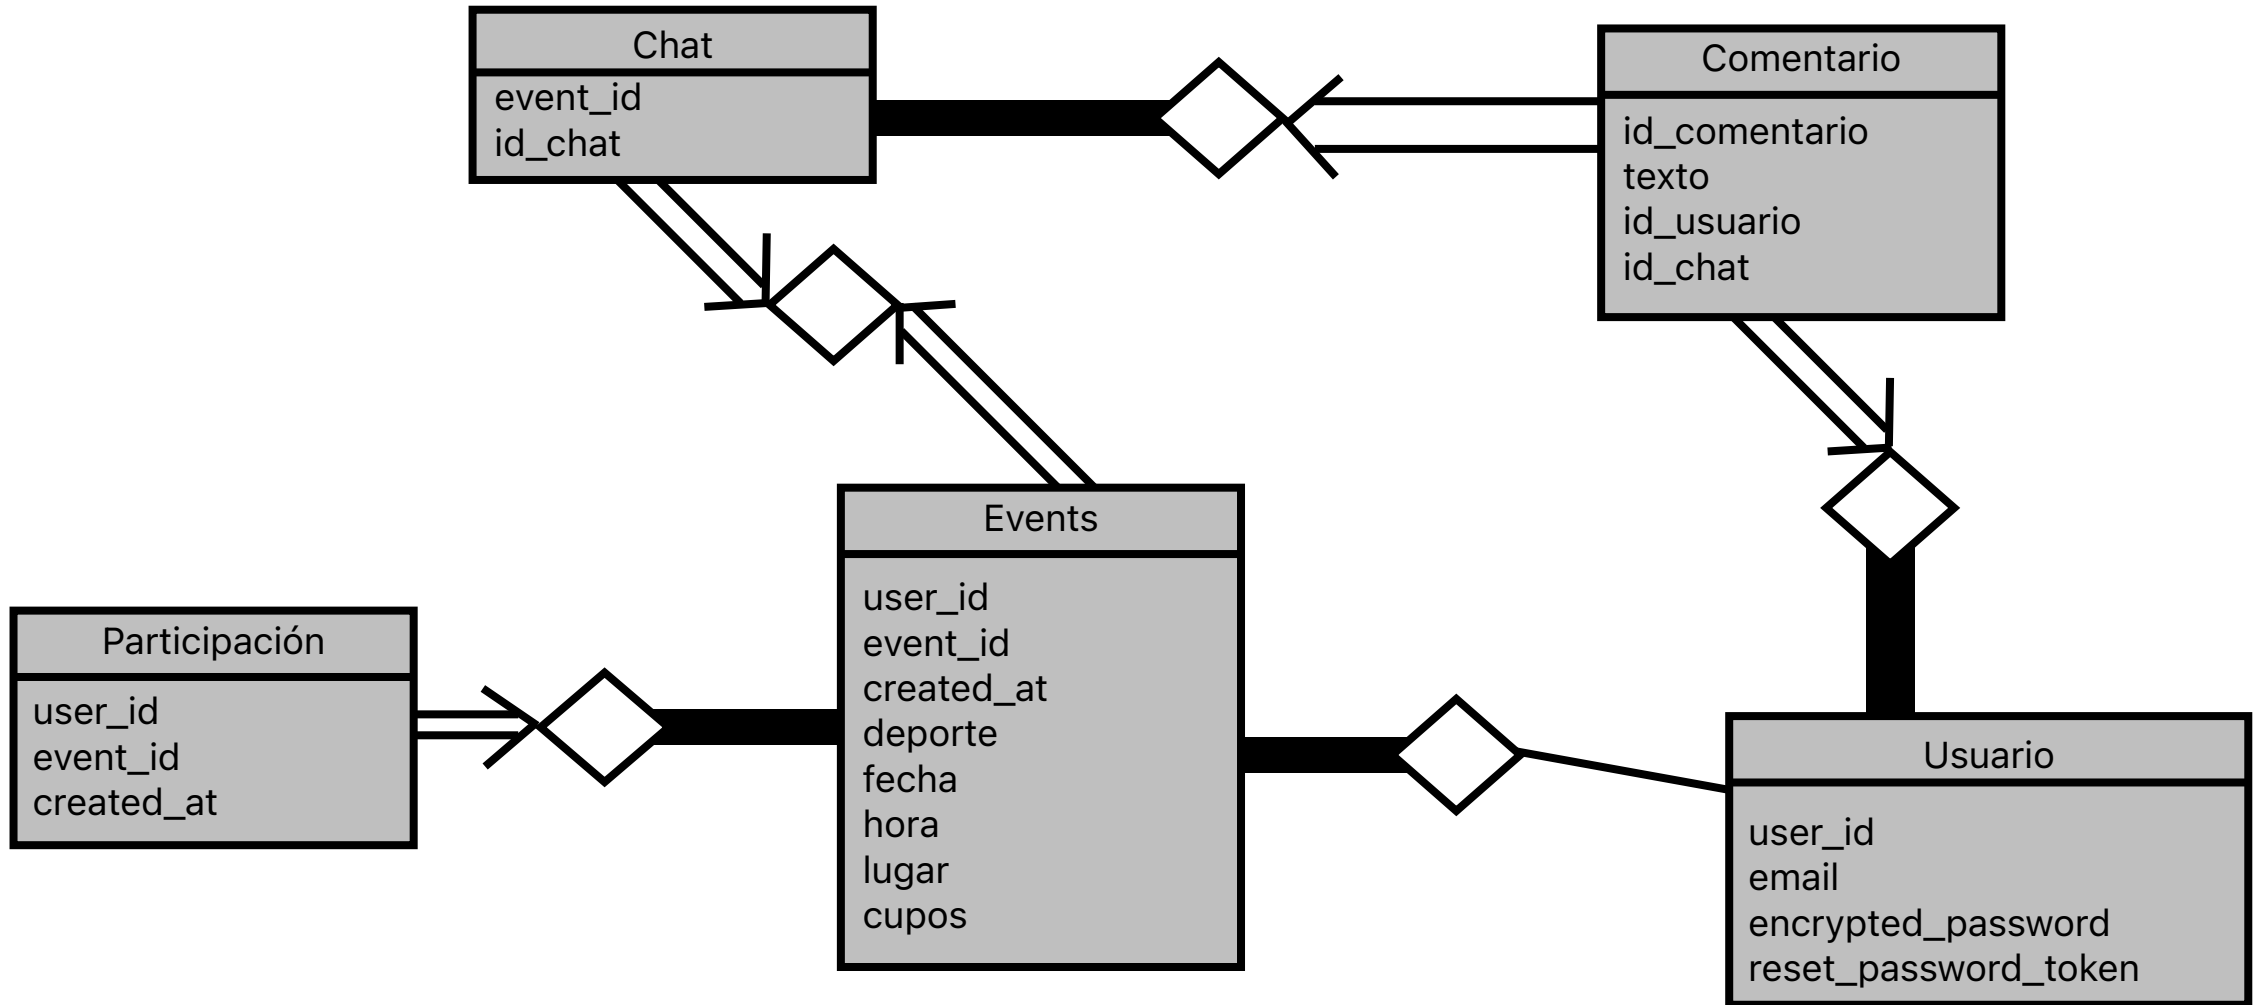 Chat
event_id
id_chat
Comentario
id_comentario
texto
id_usuario
id_chat
Events
user_id
event_id
created_at
deporte
fecha
hora
lugar
cupos
Participación
user_id
event_id
created_at
Usuario
user_id
email
encrypted_password
reset_password_token